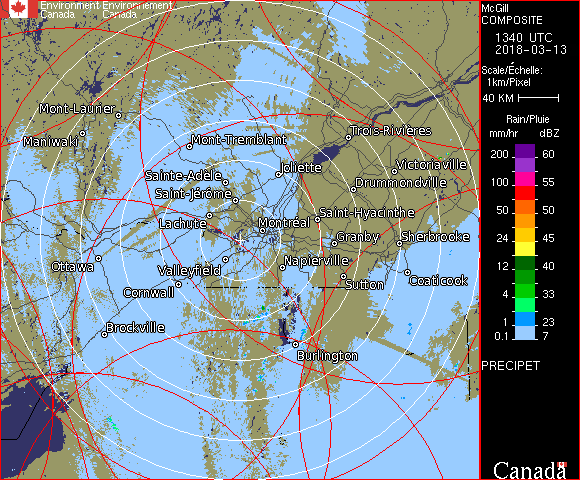 Environment Environnement
Canada Canada
McGill
COMPOSITE
1340 UTC
2018-03-13
Scale/Échelle:
1km/Pixel
40 KM
Rain/Pluie
mm/hr dBZ
200 60
100 55
50 50
24 45
12 40
4 33
1 23
0.1 7
PRECIPET
Canada
Mont-Laurier
Maniwaki
Mont-Tremblant
Trois-Rivières
Joliette
Victoriaville
Sainte-Adèle
Drummondville
Saint-Jérôme
Saint-Hyacinthe
Lachute
Montréal
Granby
Sherbrooke
Ottawa
Valleyfield
Napierville
Coaticook
Sutton
Cornwall
Brockville
Burlington